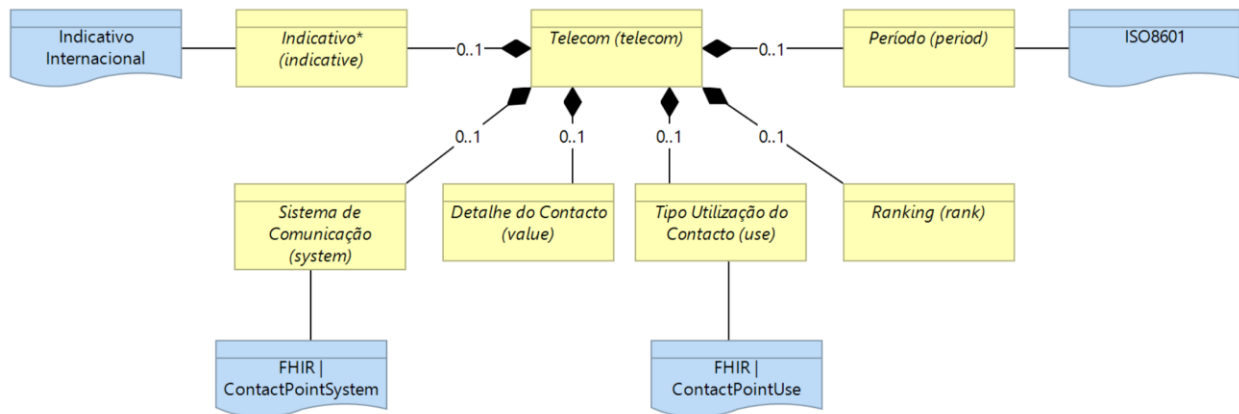 Indicativo
Internacional
Indicativo*
(indicative)
0..1
Telecom (telecom)
0..1
Período (period)
ISO8601
0..1
0..1
0..1
0..1
Sistema de
Comunicação
(system)
Detalhe do Contacto
(value)
Tipo Utilização do
Contacto (use)
Ranking (rank)
FHIR |
ContactPointSystem
FHIR |
ContactPointUse